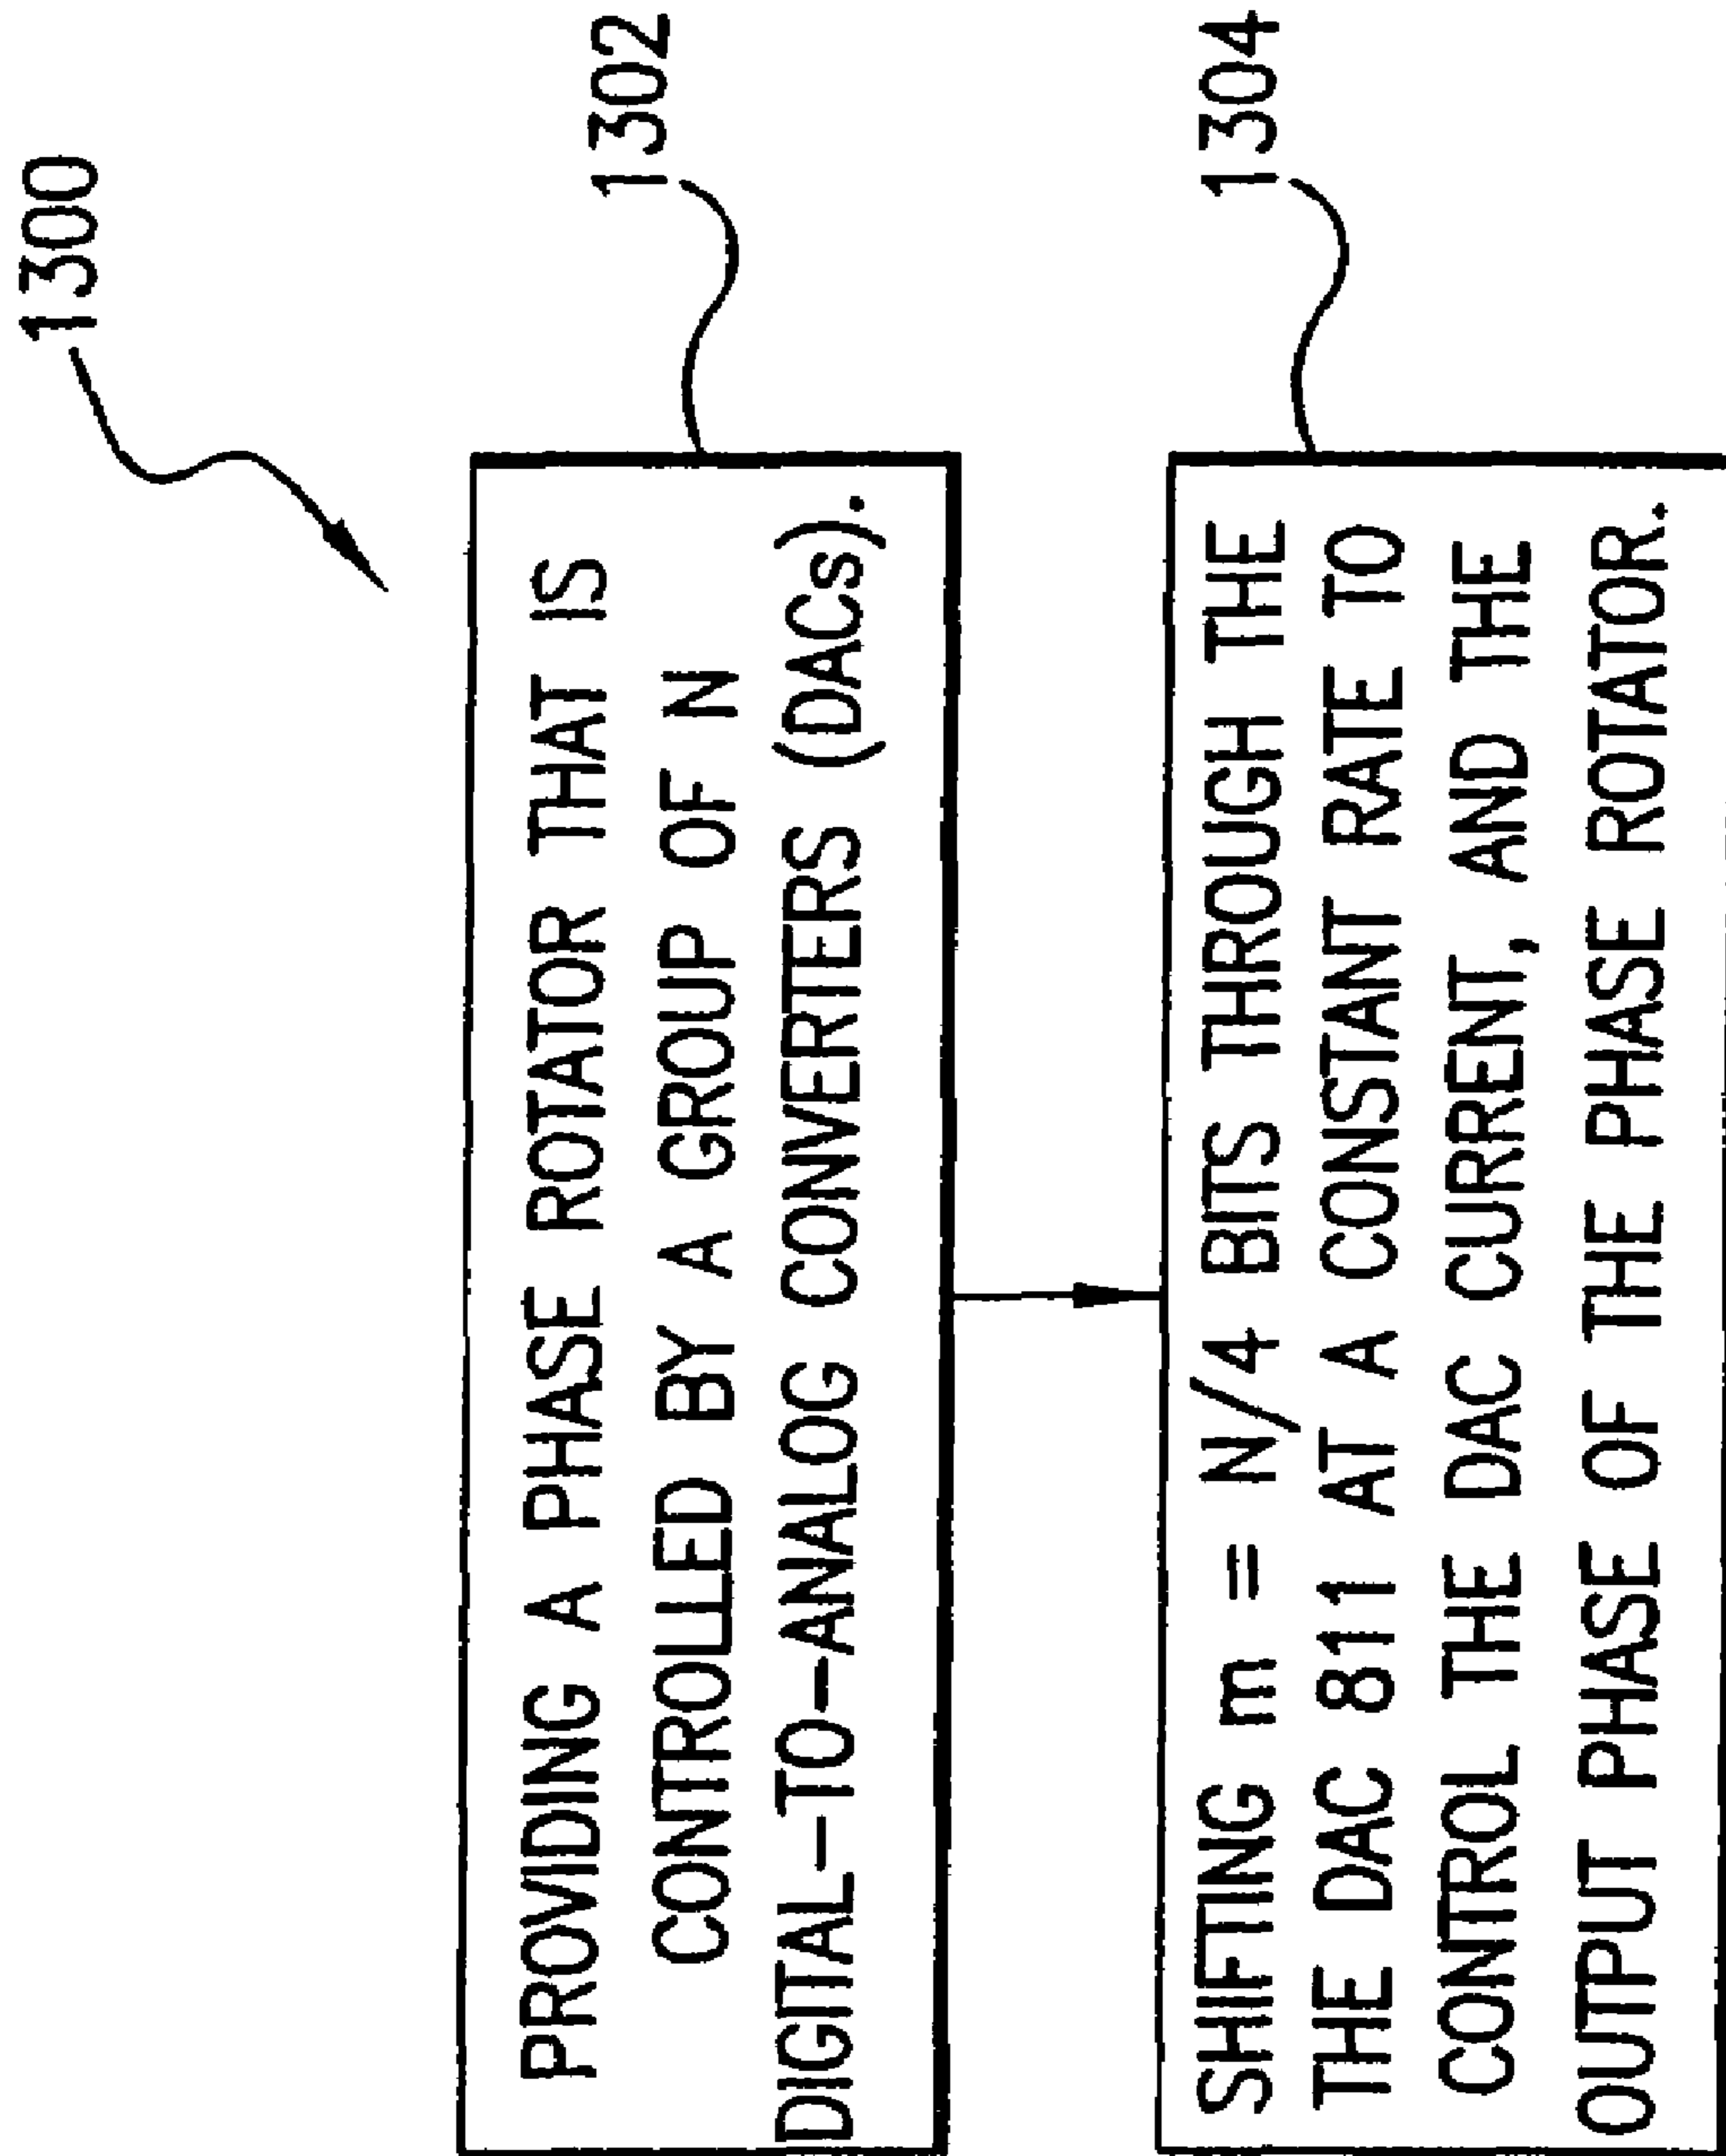 1300
PROVIDING A PHASE ROTATOR THAT IS
CONTROLLED BY A GROUP OF N
DIGITAL-TO-ANALOG CONVERTERS (DACs).
1302
SHIFTING m = N/4 BITS THROUGH THE
THE DAC 811 AT A CONSTANT RATE TO
CONTROL THE DAC CURRENT, AND THE
OUTPUT PHASE OF THE PHASE ROTATOR.
1304